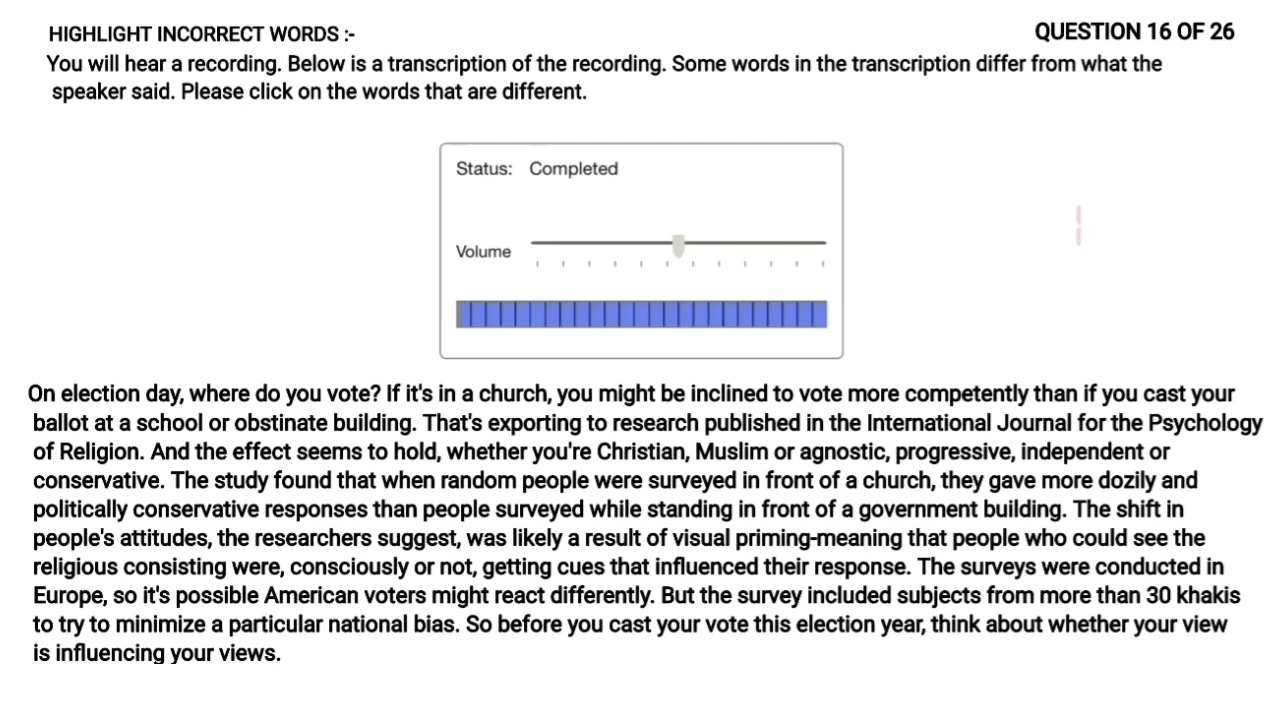 HIGHLIGHT INCORRECT WORDS :-
QUESTION 16 OF 26
You will hear a recording. Below is a transcription of the recording. Some words in the transcription differ from what the
speaker said. Please click on the words that are different.
Status: Completed
Volume
On election day, where do you vote? If it's in a church, you might be inclined to vote more competently than if you cast your
ballot at a school or obstinate building. That's exporting to research published in the International Journal for the Psychology
of Religion. And the effect seems to hold, whether you're Christian, Muslim or agnostic, progressive, independent or
conservative. The study found that when random people were surveyed in front of a church, they gave more dozily and
politically conservative responses than people surveyed while standing in front of a government building. The shift in
people's attitudes, the researchers suggest, was likely a result of visual priming-meaning that people who could see the
religious consisting were, consciously or not, getting cues that influenced their response. The surveys were conducted in
Europe, so it's possible American voters might react differently. But the survey included subjects from more than 30 khakis
to try to minimize a particular national bias. So before you cast your vote this election year, think about whether your view
is influencing your views.